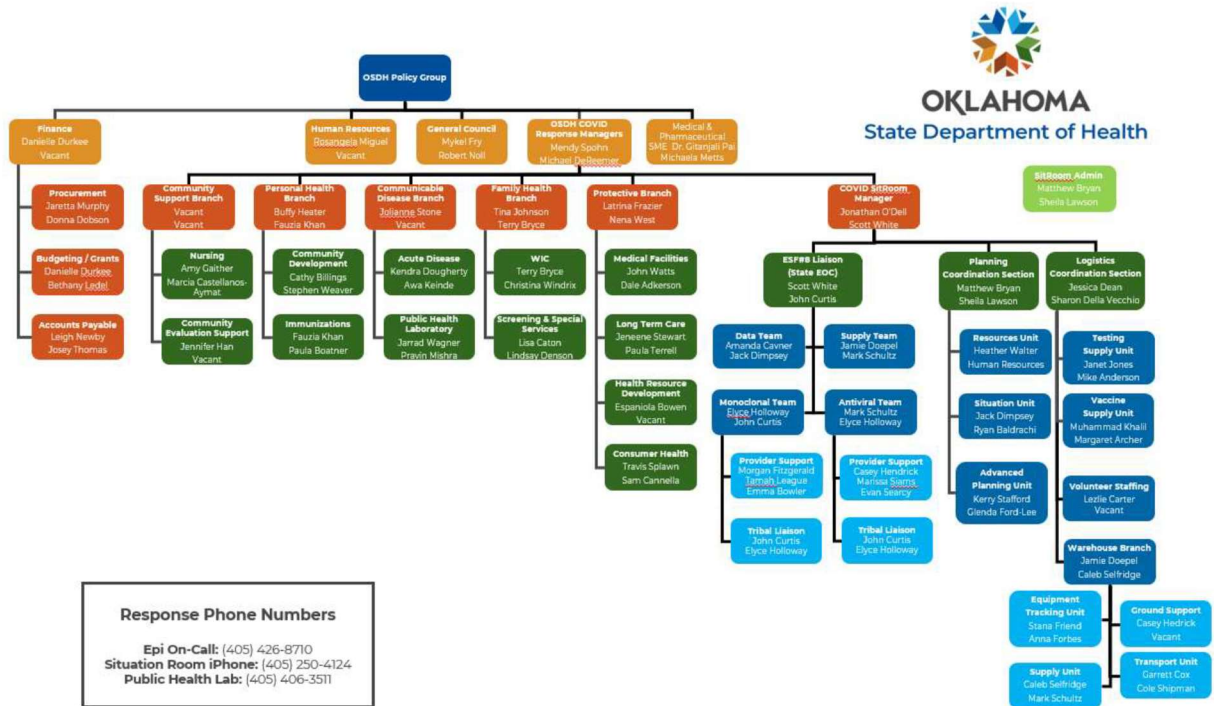 OKLAHOMA
State Department of Health
OSDH Policy Group
Finance
Danielle Durkee
Vacant
Human Resources
Rosangela Miguel
Vacant
General Council
Mykel Fry
Robert Noll
OSDH COVID
Response Managers
Mendy Spohn
Michael DeReemer
Medical &
Pharmaceutical
SME Dr. Gitanjali Pai
Michaela Metts
SitRoom Admin
Matthew Bryan
Sheila Lawson
Procurement
Jaretta Murphy
Donna Dobson
Budgeting / Grants
Danielle Durkee
Bethany Ledel
Accounts Payable
Leigh Newby
Josey Thomas
Community
Support Branch
Vacant
Vacant
Nursing
Amy Gaither
Marcia Castellanos-
Aymat
Community
Evaluation Support
Jennifer Han
Vacant
Personal Health
Branch
Buffy Heater
Fauzia Khan
Community
Development
Cathy Billings
Stephen Weaver
Immunizations
Fauzia Khan
Paula Boatner
Communicable
Disease Branch
Jolianne Stone
Vacant
Acute Disease
Kendra Dougherty
Awa Keinde
Public Health
Laboratory
Jarrad Wagner
Pravin Mishra
Family Health
Branch
Tina Johnson
Terry Bryce
WIC
Terry Bryce
Christina Windrix
Screening & Special
Services
Lisa Caton
Lindsay Denson
Protective Branch
Latrina Frazier
Nena West
Medical Facilities
John Watts
Dale Adkerson
Long Term Care
Jeneene Stewart
Paula Terrell
Health Resource
Development
Espaniola Bowen
Vacant
Consumer Health
Travis Splawn
Sam Cannella
COVID SitRoom
Manager
Jonathan O'Dell
Scott White
ESF#8 Liaison
(State EOC)
Scott White
John Curtis
Data Team
Amanda Cavner
Jack Dimpsey
Supply Team
Jamie Doepel
Mark Schultz
Monoclonal Team
Elyce Holloway
John Curtis
Antiviral Team
Mark Schultz
Elyce Holloway
Provider Support
Morgan Fitzgerald
Tamah League
Emma Bowler
Provider Support
Casey Hendrick
Marissa Siams
Evan Searcy
Tribal Liaison
John Curtis
Elyce Holloway
Tribal Liaison
John Curtis
Elyce Holloway
Planning
Coordination Section
Matthew Bryan
Sheila Lawson
Resources Unit
Heather Walter
Human Resources
Situation Unit
Jack Dimpsey
Ryan Baldrachi
Advanced
Planning Unit
Kerry Stafford
Glenda Ford-Lee
Logistics
Coordination Section
Jessica Dean
Sharon Della Vecchio
Testing
Supply Unit
Janet Jones
Mike Anderson
Vaccine
Supply Unit
Muhammad Khalil
Margaret Archer
Volunteer Staffing
Lezlie Carter
Vacant
Warehouse Branch
Jamie Doepel
Caleb Selfridge
Equipment
Tracking Unit
Stana Friend
Anna Forbes
Ground Support
Casey Hedrick
Vacant
Supply Unit
Caleb Selfridge
Mark Schultz
Transport Unit
Garrett Cox
Cole Shipman
Response Phone Numbers
Epi On-Call: (405) 426-8710
Situation Room iPhone: (405) 250-4124
Public Health Lab: (405) 406-3511